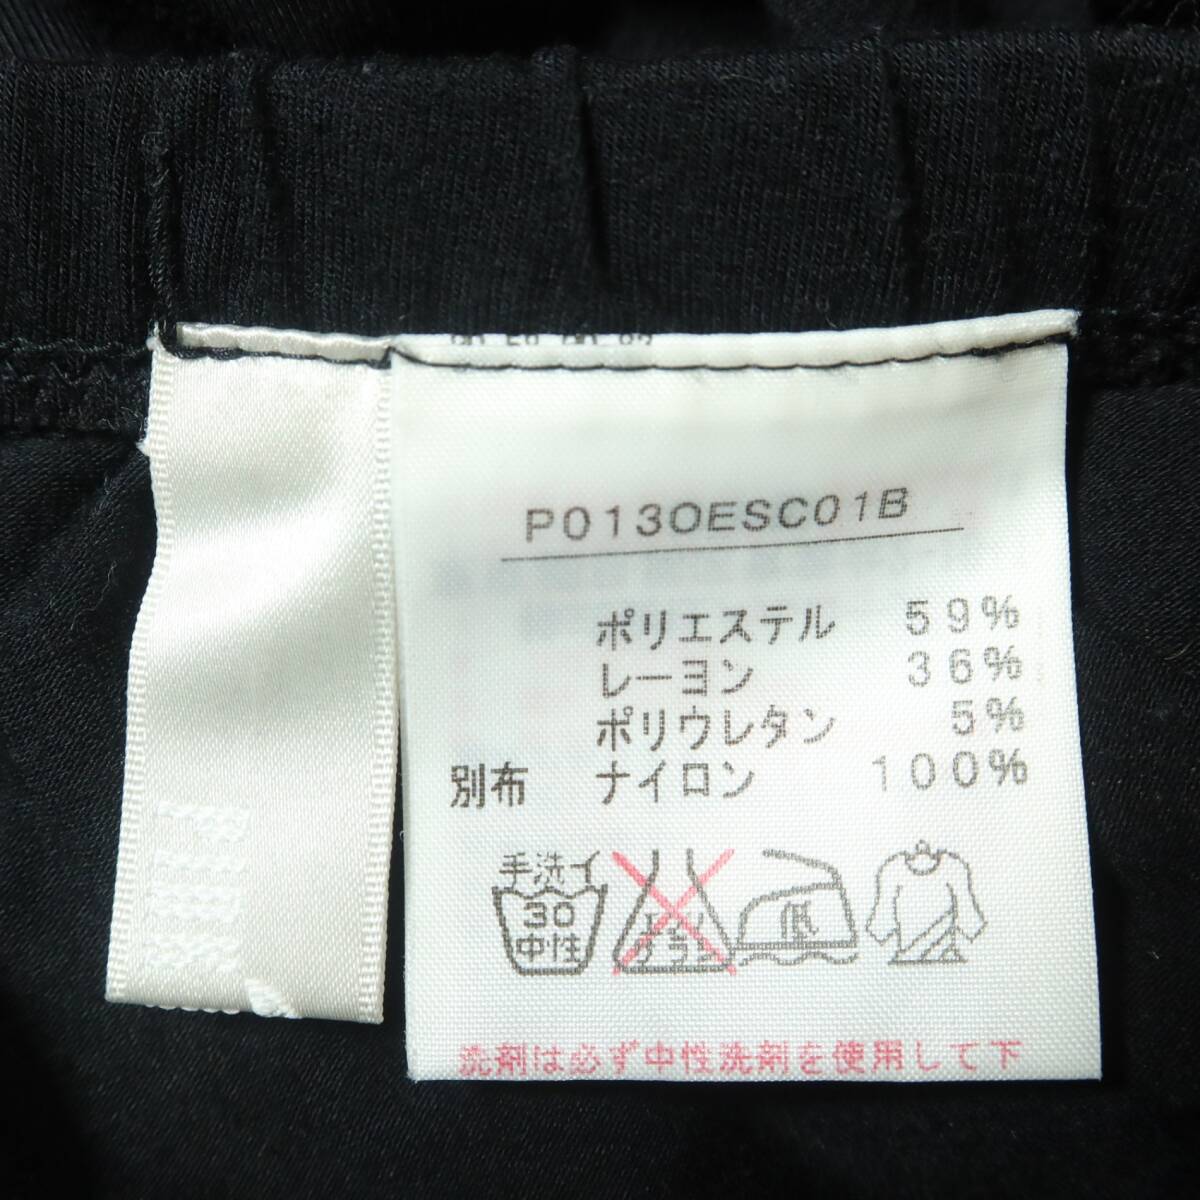 P0130ESC01B
ポリエステル 59%
レーヨン 36%
ポリウレタン 5%
別布 ナイロン 100%
手洗イ
30
中性
洗剤は必ず中性洗剤を使用して下